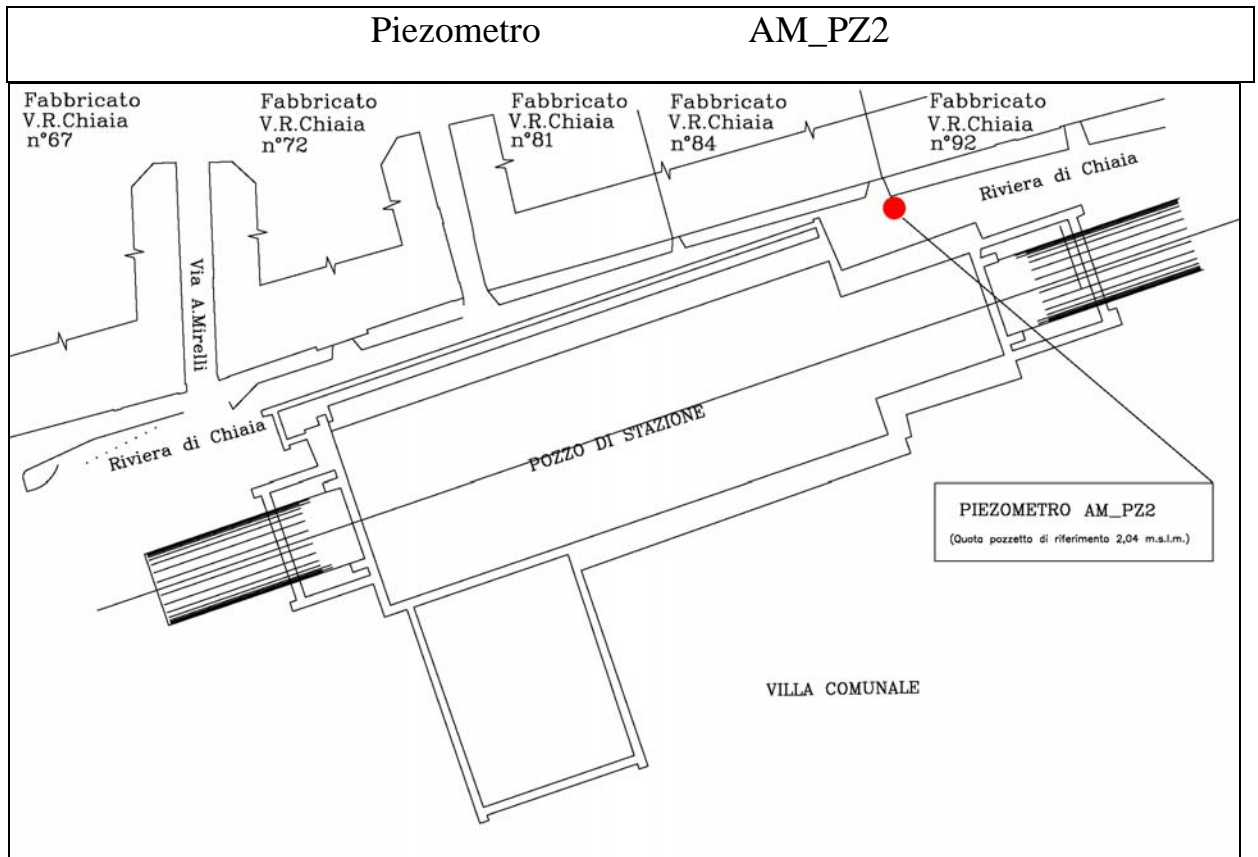 Piezometro AM_PZ2
Fabbricato
V.R.Chiaia
n°67
Fabbricato
V.R.Chiaia
n°72
Fabbricato
V.R.Chiaia
n°81
Fabbricato
V.R.Chiaia
n°84
Fabbricato
V.R.Chiaia
n°92
Riviera di Chiaia
Via A.Mirelli
Riviera di Chiaia
POZZO DI STAZIONE
PIEZOMETRO AM_PZ2
(Quota pozzetto di riferimento 2,04 m.s.l.m.)
VILLA COMUNALE